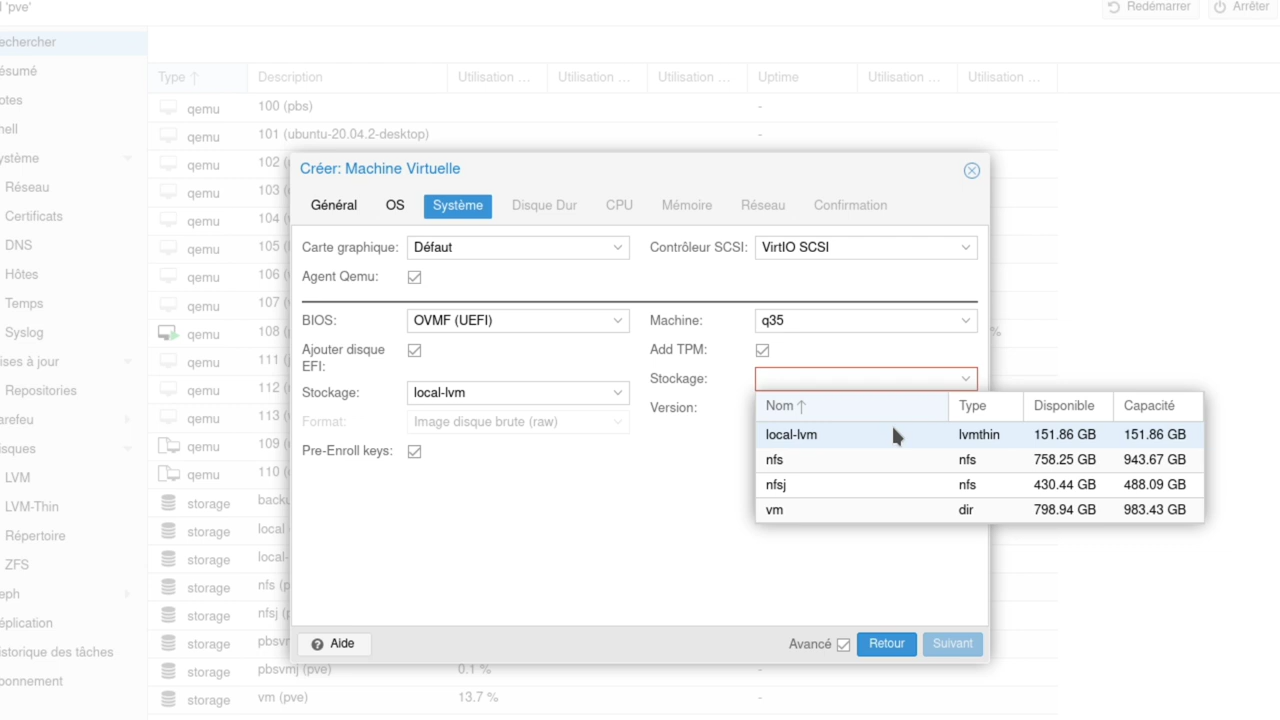 'pve'
Redémarrer
Arrêter
echercher
ésumé
otes
hell
ystème
Réseau
Certificats
DNS
Hôtes
Temps
Syslog
ises à jour
Repositories
arefeu
isques
LVM
LVM-Thin
Répertoire
ZFS
eph
éplication
istorique des tâches
bonnement
Type ↑ Description Utilisation ... Utilisation ... Utilisation ... Uptime Utilisation ... Utilisation ...
qemu 100 (pbs) -
qemu 101 (ubuntu-20.04.2-desktop) -
qemu 102 (
qemu 103 (
qemu 104 (
qemu 105
qemu 106
qemu 107
qemu 108 ( %
qemu 111 (
qemu 112 (
qemu 113 (
qemu 109 (
qemu 110 (
storage backu
storage local
storage local-
storage nfs (p
storage nfsj (p
storage pbsvr
storage pbsvmj (pve) 0.1 % -
storage vm (pve) 13.7 % -
Créer: Machine Virtuelle
Général OS Système Disque Dur CPU Mémoire Réseau Confirmation
Carte graphique: Défaut
Contrôleur SCSI: VirtIO SCSI
Agent Qemu:
BIOS: OVMF (UEFI)
Machine: q35
Ajouter disque
EFI:
Add TPM:
Stockage: local-lvm
Stockage:
Format: Image disque brute (raw)
Version:
Pre-Enroll keys:
Nom ↑ Type Disponible Capacité
local-lvm lvmthin 151.86 GB 151.86 GB
nfs nfs 758.25 GB 943.67 GB
nfsj nfs 430.44 GB 488.09 GB
vm dir 798.94 GB 983.43 GB
Aide
Avancé
Retour
Suivant